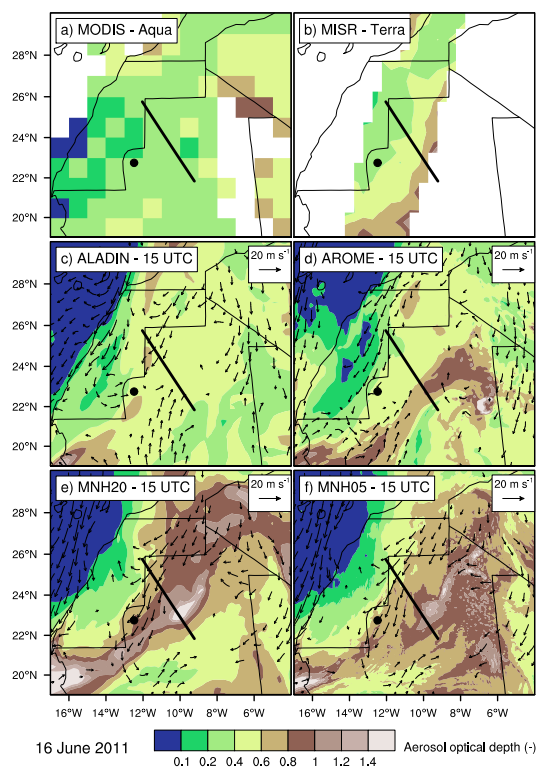 a) MODIS - Aqua
b) MISR - Terra
28°N
26°N
24°N
22°N
20°N
c) ALADIN - 15 UTC
20 m s⁻¹
d) AROME - 15 UTC
20 m s⁻¹
28°N
26°N
24°N
22°N
20°N
e) MNH20 - 15 UTC
20 m s⁻¹
f) MNH05 - 15 UTC
20 m s⁻¹
28°N
26°N
24°N
22°N
20°N
16°W 14°W 12°W 10°W 8°W 6°W
16°W 14°W 12°W 10°W 8°W 6°W
16 June 2011
Aerosol optical depth (-)
0.1 0.2 0.4 0.6 0.8 1 1.2 1.4